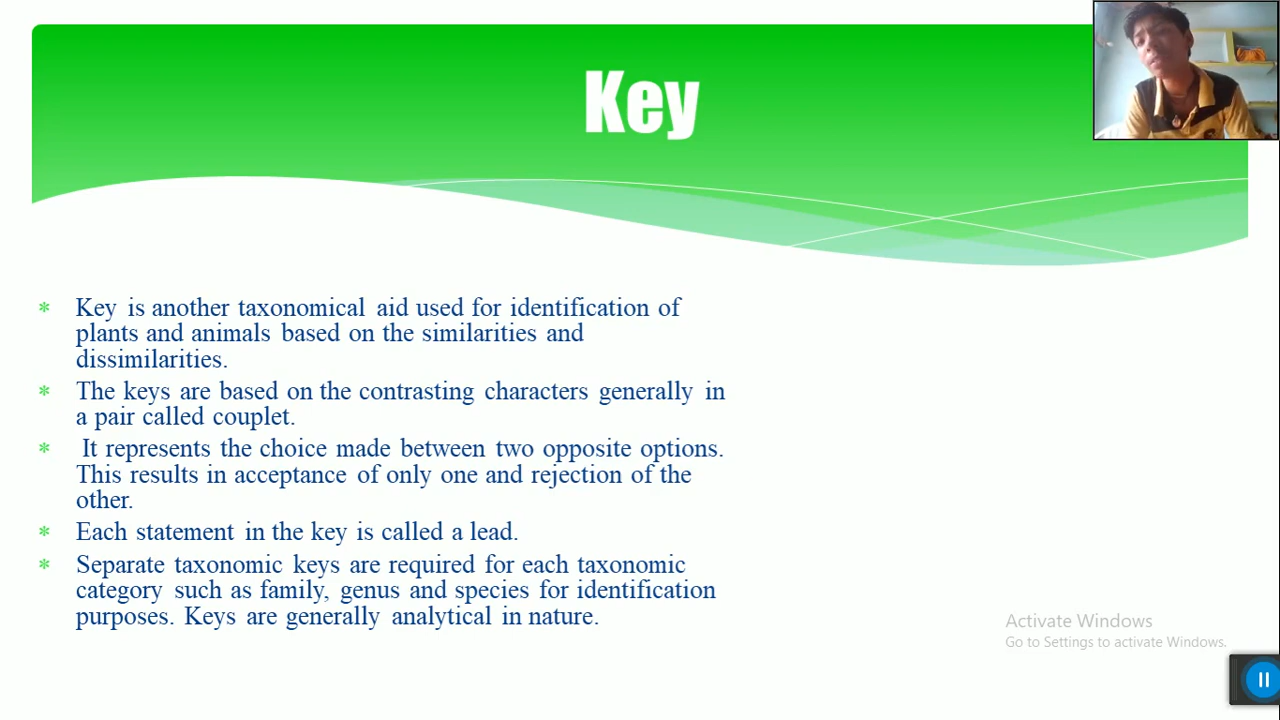 Key
* Key is another taxonomical aid used for identification of
plants and animals based on the similarities and
dissimilarities.
* The keys are based on the contrasting characters generally in
a pair called couplet.
* It represents the choice made between two opposite options.
This results in acceptance of only one and rejection of the
other.
* Each statement in the key is called a lead.
* Separate taxonomic keys are required for each taxonomic
category such as family, genus and species for identification
purposes. Keys are generally analytical in nature.
Activate Windows
Go to Settings to activate Windows.